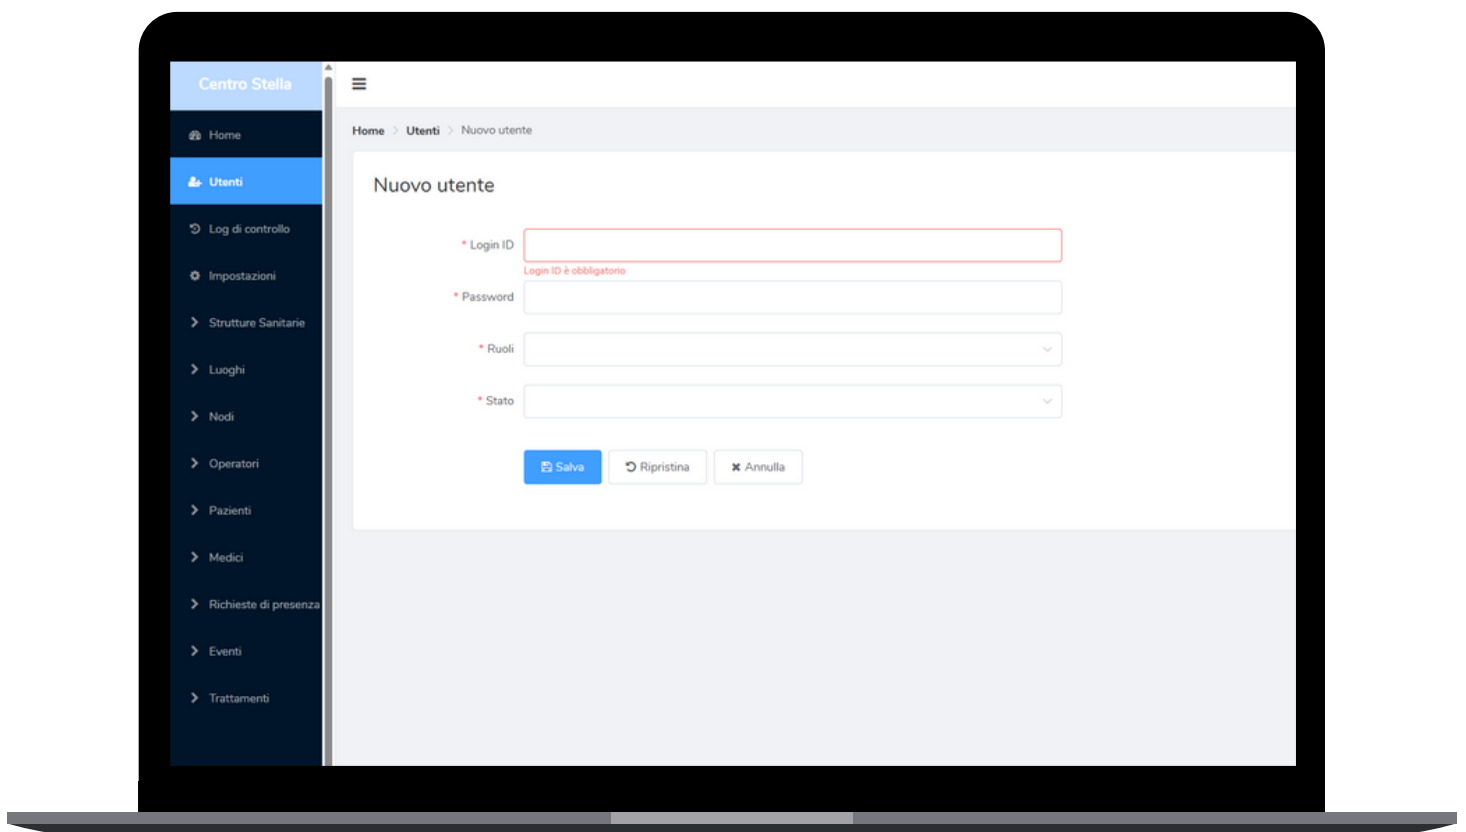 Centro Stella
Home
Utenti
Log di controllo
Impostazioni
Strutture Sanitarie
Luoghi
Nodi
Operatori
Pazienti
Medici
Richieste di presenza
Eventi
Trattamenti
Home > Utenti > Nuovo utente
Nuovo utente
* Login ID
Login ID è obbligatorio
* Password
* Ruoli
* Stato
Salva Ripristina Annulla